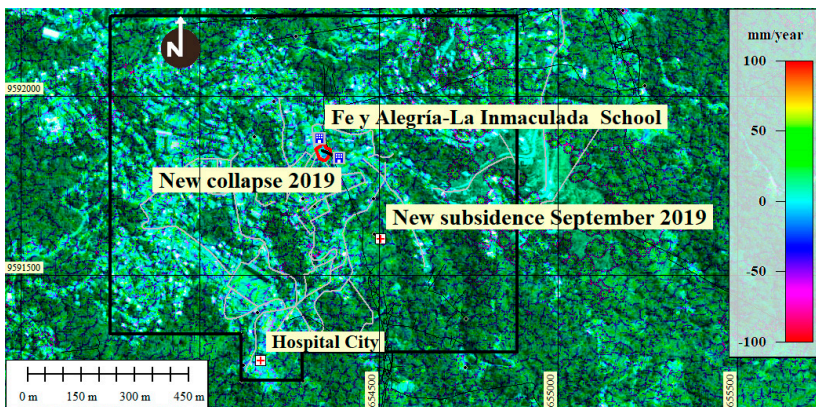 N
mm/year
100
9592000
Fe y Alegría-La Inmaculada School
50
New collapse 2019
0
New subsidence September 2019
9591500
-50
Hospital City
-100
0 m 150 m 300 m 450 m
654500
655000
655500